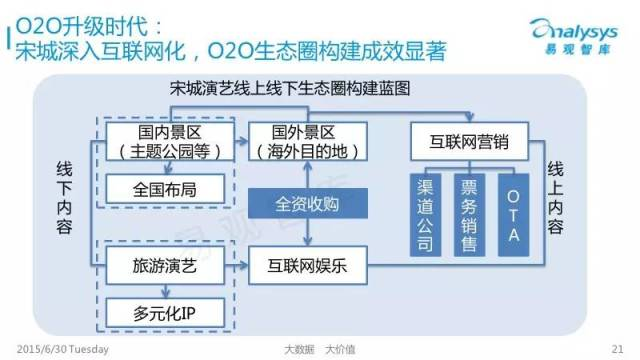 O2O升级时代：
宋城深入互联网化，O2O生态圈构建成效显著
analysys
易观智库
宋城演艺线上线下生态圈构建蓝图
国内景区
（主题公园等）
国外景区
（海外目的地）
互联网营销
线下内容
全国布局
全资收购
渠道公司
票务销售
OTA
线上内容
易观智库
旅游演艺
互联网娱乐
多元化IP
2015/6/30 Tuesday
大数据 大价值
21